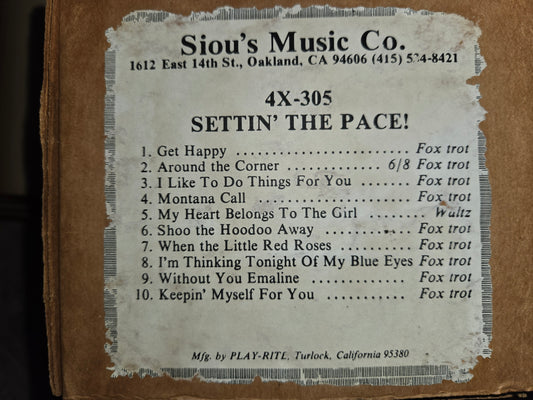 Siou's Music Co.
1612 East 14th St., Oakland, CA 94606 (415) 534-8421
4X-305
SETTIN' THE PACE!
1. Get Happy .................... Fox trot
2. Around the Corner ............. 6/8 Fox trot
3. I Like To Do Things For You ...... Fox trot
4. Montana Call .................. Fox trot
5. My Heart Belongs To The Girl ....... Waltz
6. Shoo the Hoodoo Away .......... Fox trot
7. When the Little Red Roses ......... Fox trot
8. I'm Thinking Tonight Of My Blue Eyes Fox trot
9. Without You Emaline ............ Fox trot
10. Keepin' Myself For You ........... Fox trot
Mfg. by PLAY-RITE, Turlock, California 95380